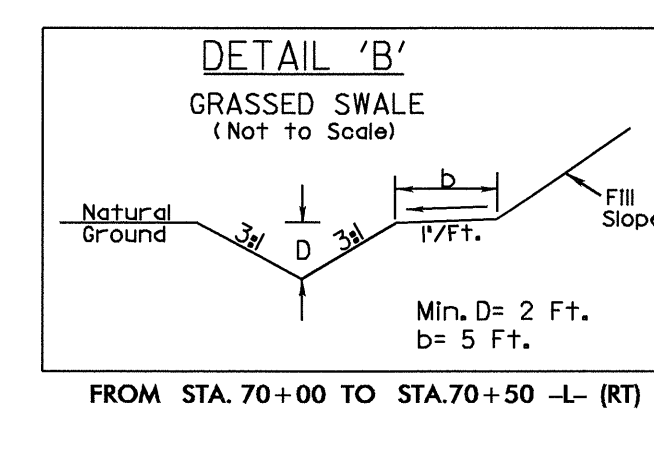 DETAIL 'B'
GRASSED SWALE
(Not to Scale)
b
Natural
Ground
3:1
D
3:1
1"/Ft.
Fill
Slope
Min. D= 2 Ft.
b= 5 Ft.
FROM STA. 70+00 TO STA.70+50 -L- (RT)